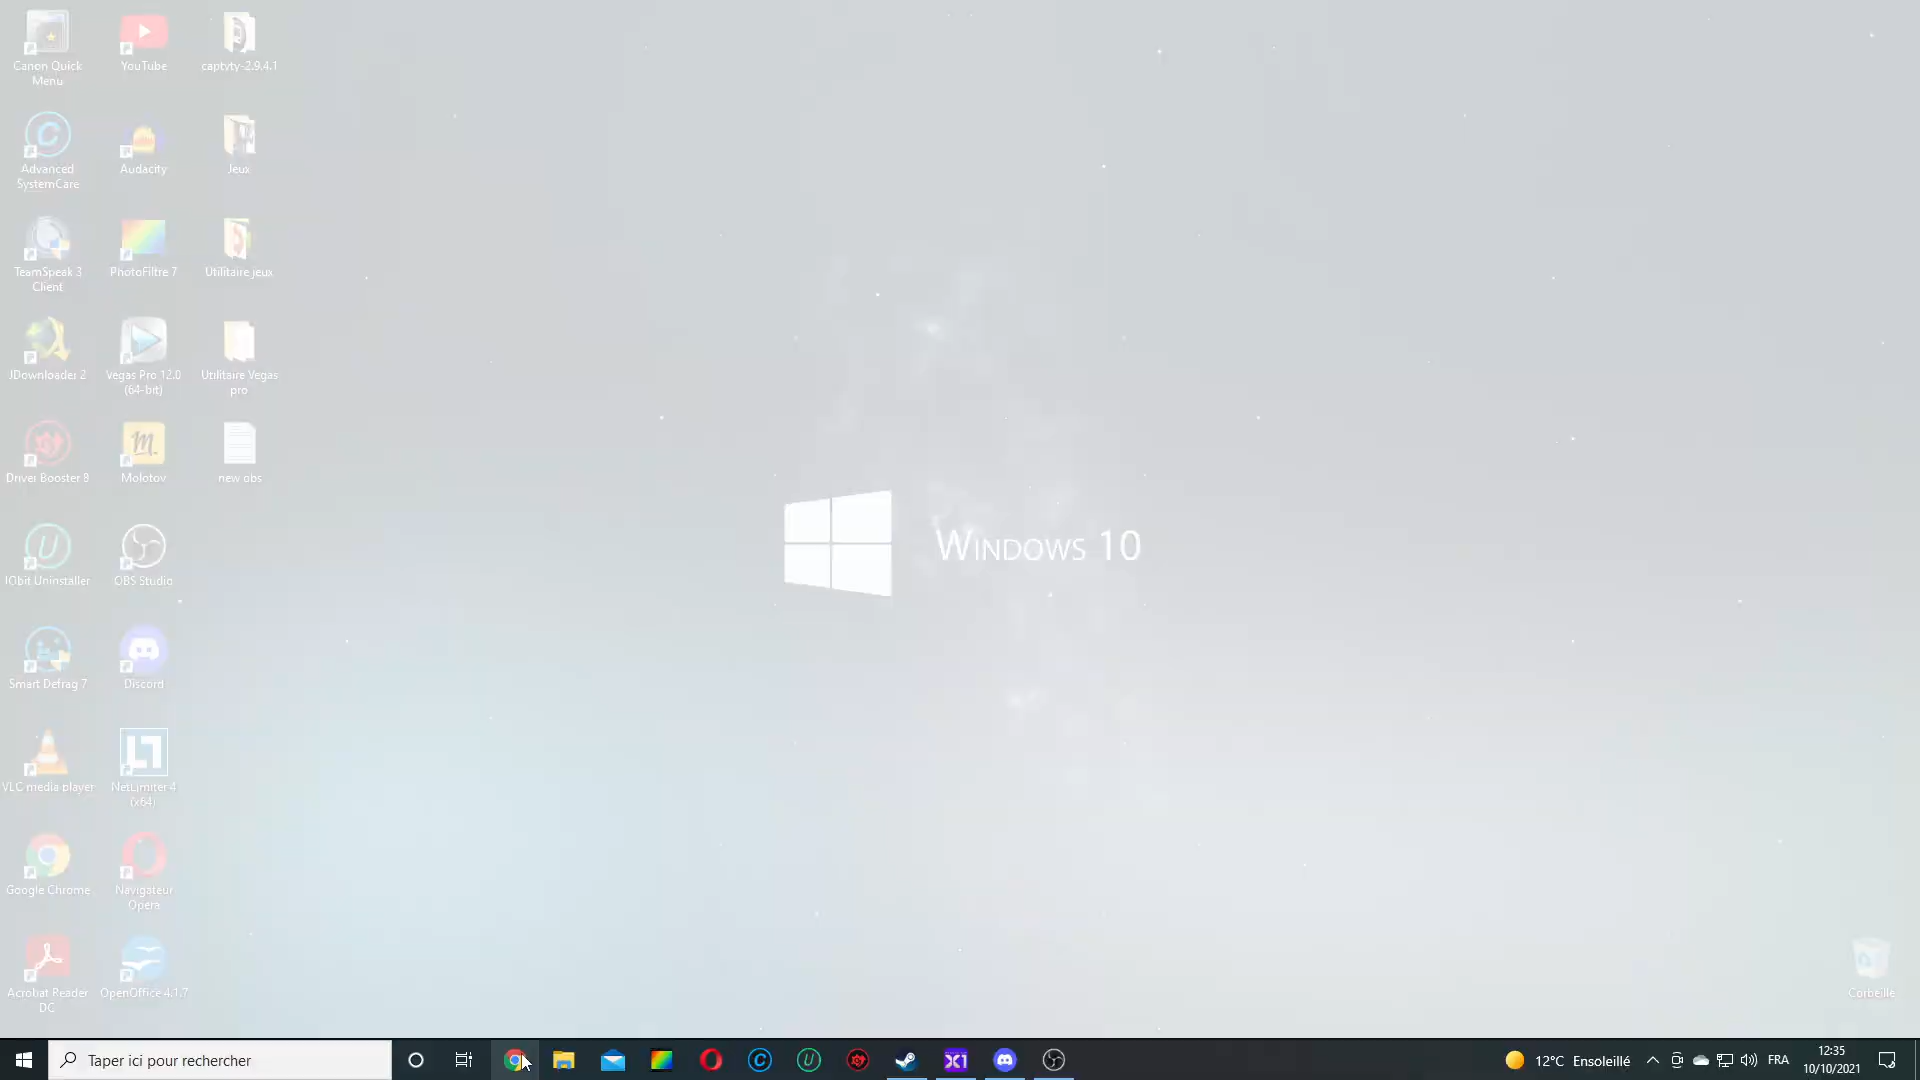 Canon Quick
Menu
YouTube
captvty-2.9.4.1
Advanced
SystemCare
Audacity
Jeux
TeamSpeak 3
Client
PhotoFiltre 7
Utilitaire jeux
JDownloader 2
Vegas Pro 12.0
(64-bit)
Utilitaire Vegas
pro
Driver Booster 8
Molotov
new obs
IObit Uninstaller
OBS Studio
WINDOWS 10
Smart Defrag 7
Discord
VLC media player
NetLimiter 4
(x64)
Google Chrome
Navigateur
Opera
Acrobat Reader
DC
OpenOffice 4.1.7
Corbeille
Taper ici pour rechercher
12°C Ensoleillé
FRA
12:35
10/10/2021